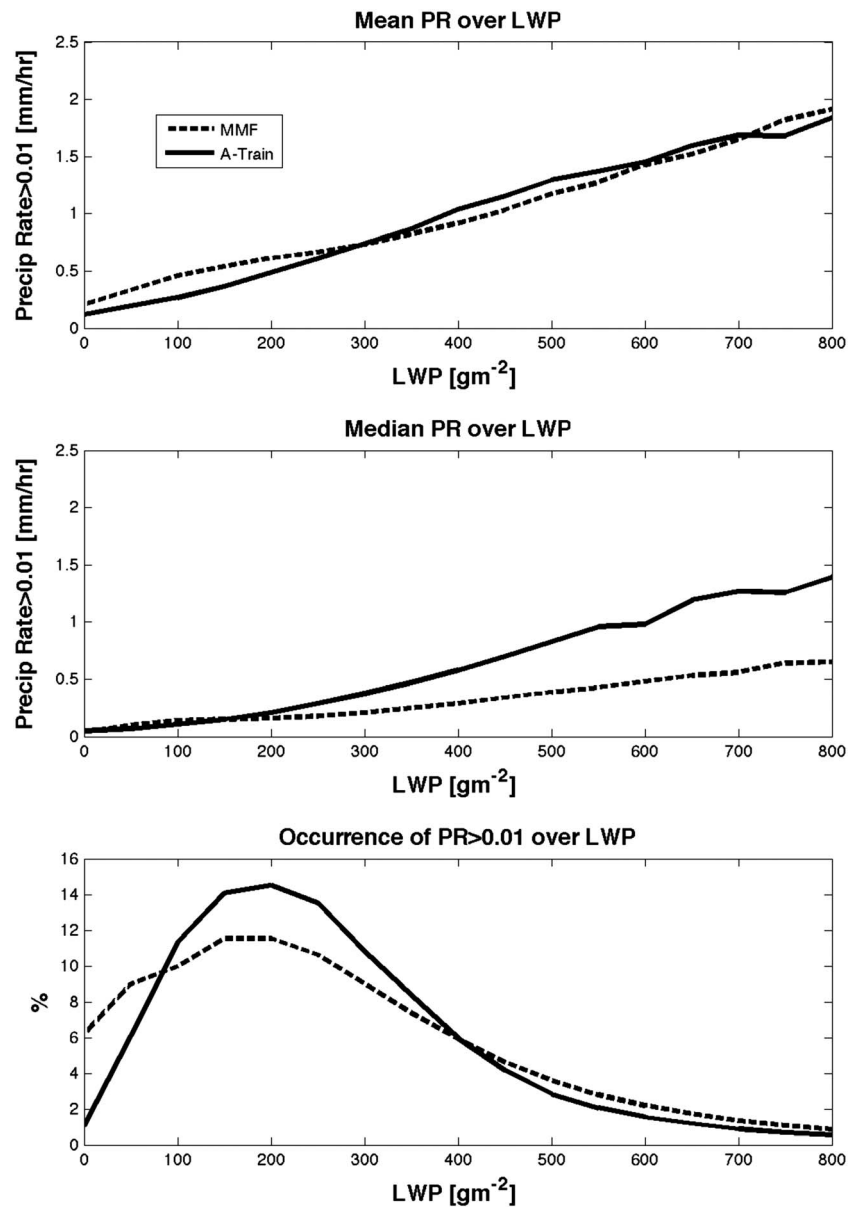 Mean PR over LWP
Precip Rate>0.01 [mm/hr]
2.5
2
1.5
1
0.5
0
MMF
A-Train
0 100 200 300 400 500 600 700 800
LWP [gm⁻²]
Median PR over LWP
Precip Rate>0.01 [mm/hr]
2.5
2
1.5
1
0.5
0
0 100 200 300 400 500 600 700 800
LWP [gm⁻²]
Occurrence of PR>0.01 over LWP
%
16
14
12
10
8
6
4
2
0
0 100 200 300 400 500 600 700 800
LWP [gm⁻²]